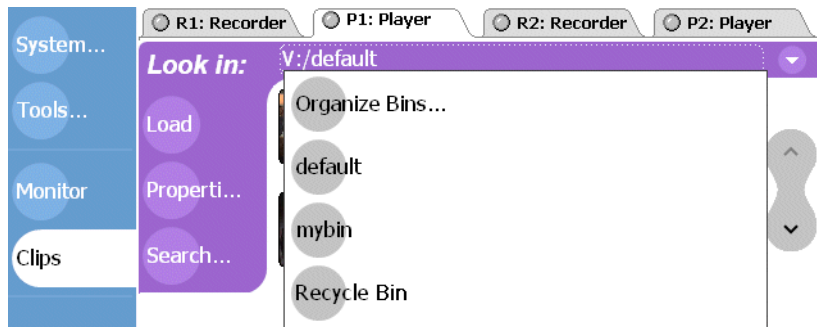 R1: Recorder P1: Player R2: Recorder P2: Player
System...
Look in: V:/default
Tools...
Organize Bins...
Load
default
Monitor
Properti...
mybin
Clips
Search...
Recycle Bin